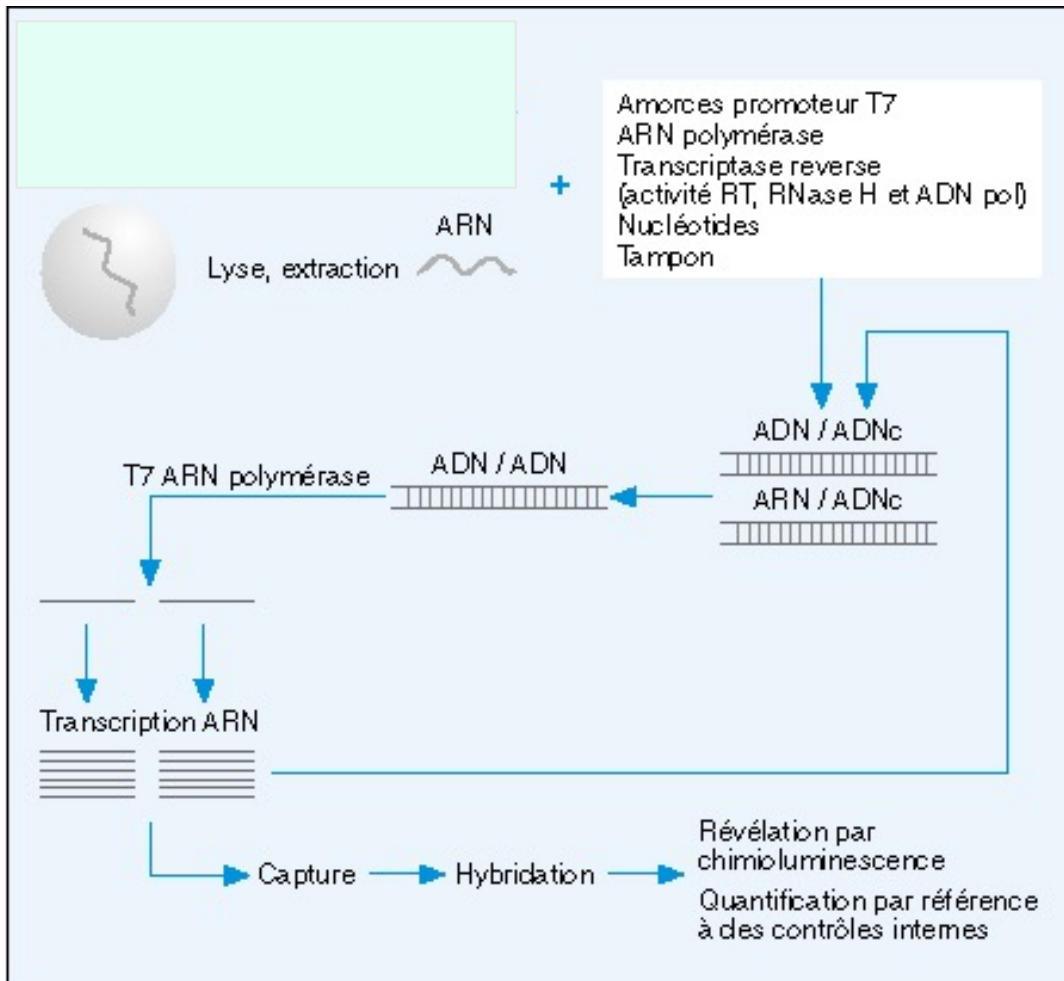 Amorces promoteur T7
ARN polymérase
Transcriptase reverse
(activité RT, RNase H et ADN pol)
Nucléotides
Tampon
+
ARN
Lyse, extraction
ADN / ADNc
ARN / ADNc
ADN / ADN
T7 ARN polymérase
Transcription ARN
Capture
Hybridation
Révélation par
chimioluminescence
Quantification par référence
à des contrôles internes